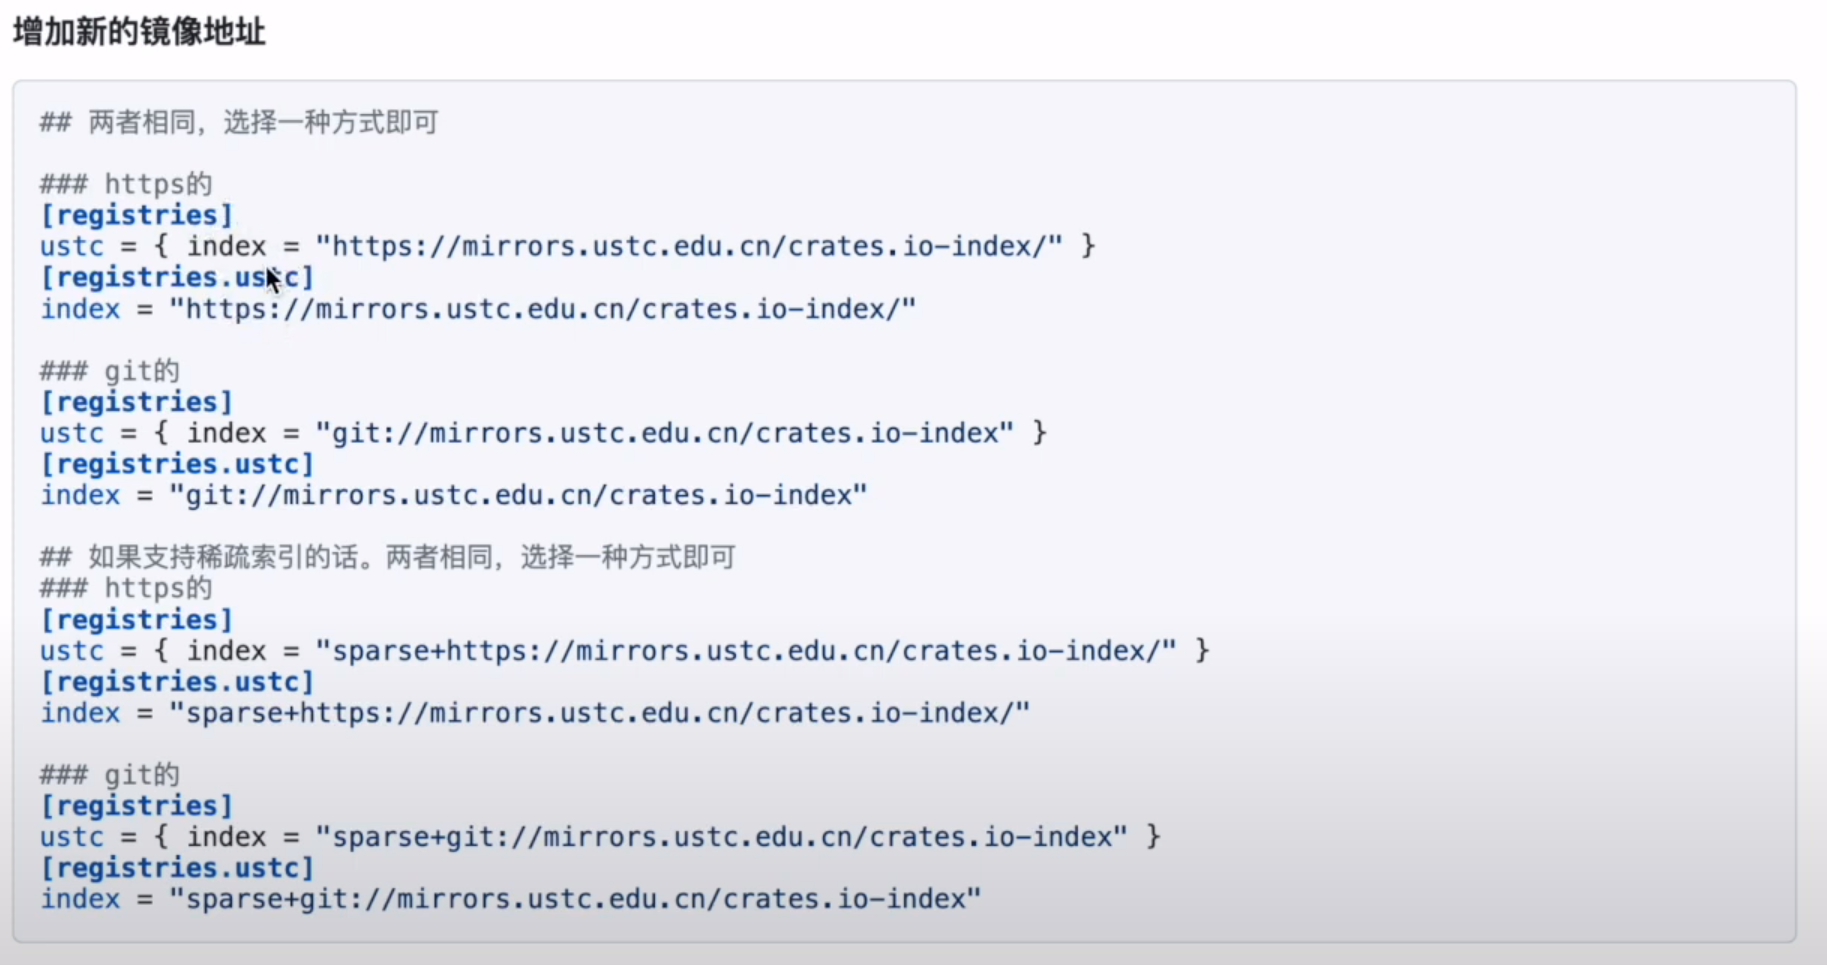 增加新的镜像地址
## 两者相同，选择一种方式即可
### https的
[registries]
ustc = { index = "https://mirrors.ustc.edu.cn/crates.io-index/" }
[registries.ustc]
index = "https://mirrors.ustc.edu.cn/crates.io-index/"
### git的
[registries]
ustc = { index = "git://mirrors.ustc.edu.cn/crates.io-index" }
[registries.ustc]
index = "git://mirrors.ustc.edu.cn/crates.io-index"
## 如果支持稀疏索引的话。两者相同，选择一种方式即可
### https的
[registries]
ustc = { index = "sparse+https://mirrors.ustc.edu.cn/crates.io-index/" }
[registries.ustc]
index = "sparse+https://mirrors.ustc.edu.cn/crates.io-index/"
### git的
[registries]
ustc = { index = "sparse+git://mirrors.ustc.edu.cn/crates.io-index" }
[registries.ustc]
index = "sparse+git://mirrors.ustc.edu.cn/crates.io-index"